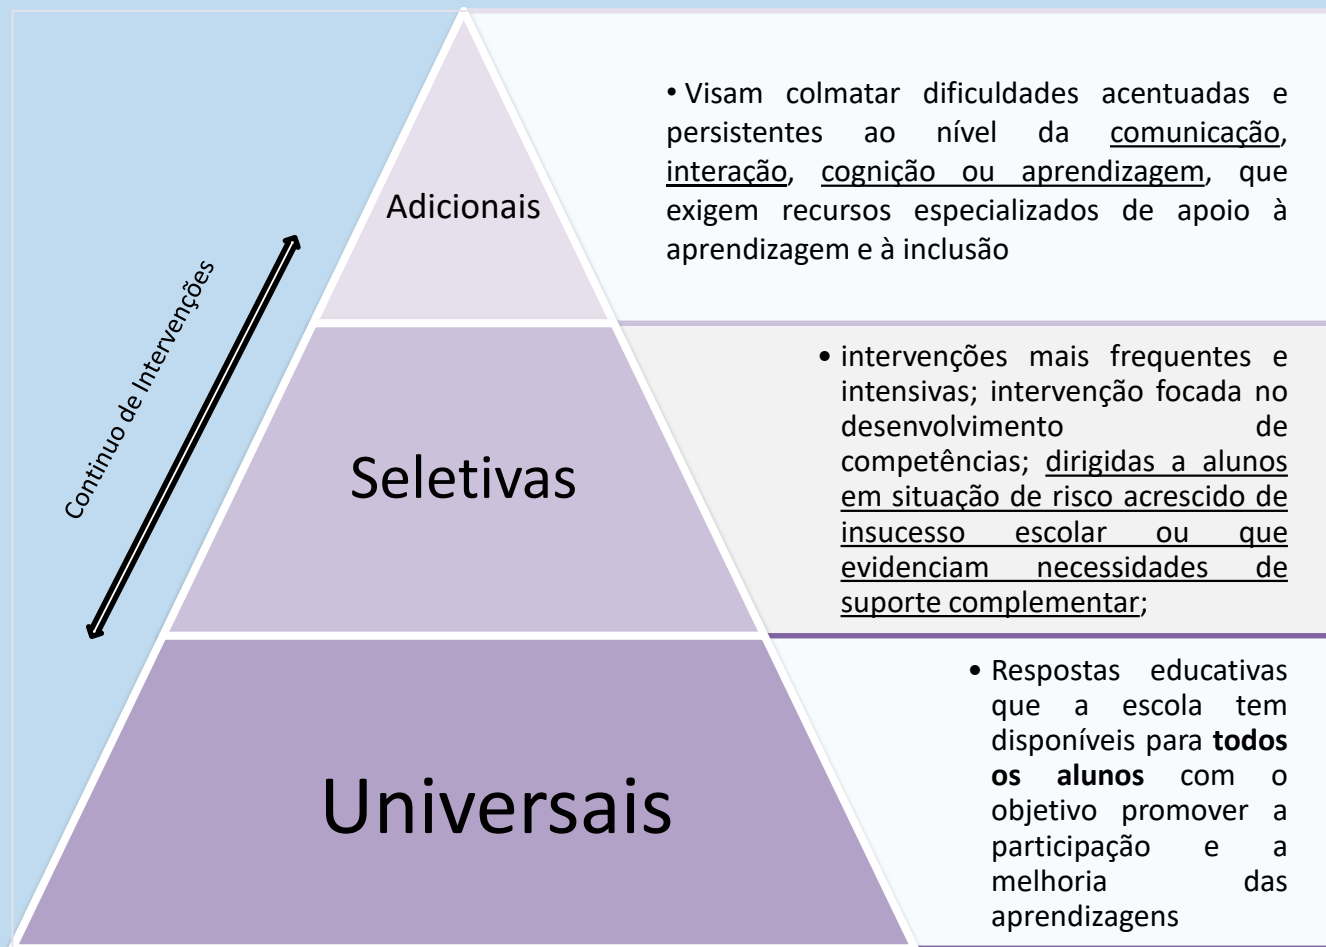 Adicionais
• Visam colmatar dificuldades acentuadas e
persistentes ao nível da comunicação,
interação, cognição ou aprendizagem, que
exigem recursos especializados de apoio à
aprendizagem e à inclusão
Continuo de Intervenções
Seletivas
• intervenções mais frequentes e
intensivas; intervenção focada no
desenvolvimento de
competências; dirigidas a alunos
em situação de risco acrescido de
insucesso escolar ou que
evidenciam necessidades de
suporte complementar;
Universais
• Respostas educativas
que a escola tem
disponíveis para todos
os alunos com o
objetivo promover a
participação e a
melhoria das
aprendizagens